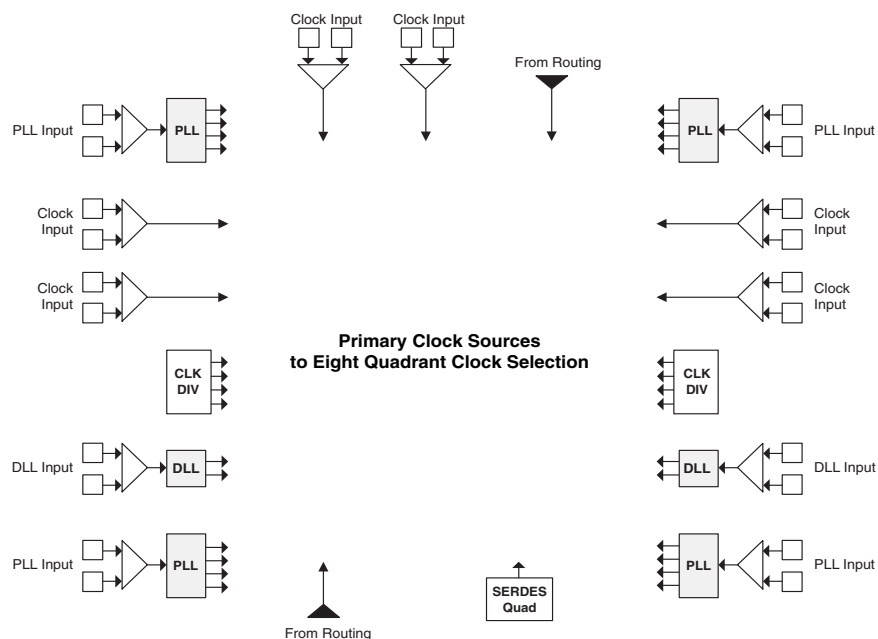 Clock Input
Clock Input
From Routing
PLL Input
PLL
PLL
PLL Input
Clock
Input
Clock
Input
Clock
Input
Clock
Input
Primary Clock Sources
to Eight Quadrant Clock Selection
CLK
DIV
CLK
DIV
DLL Input
DLL
DLL
DLL Input
PLL Input
PLL
PLL
PLL Input
SERDES
Quad
From Routing